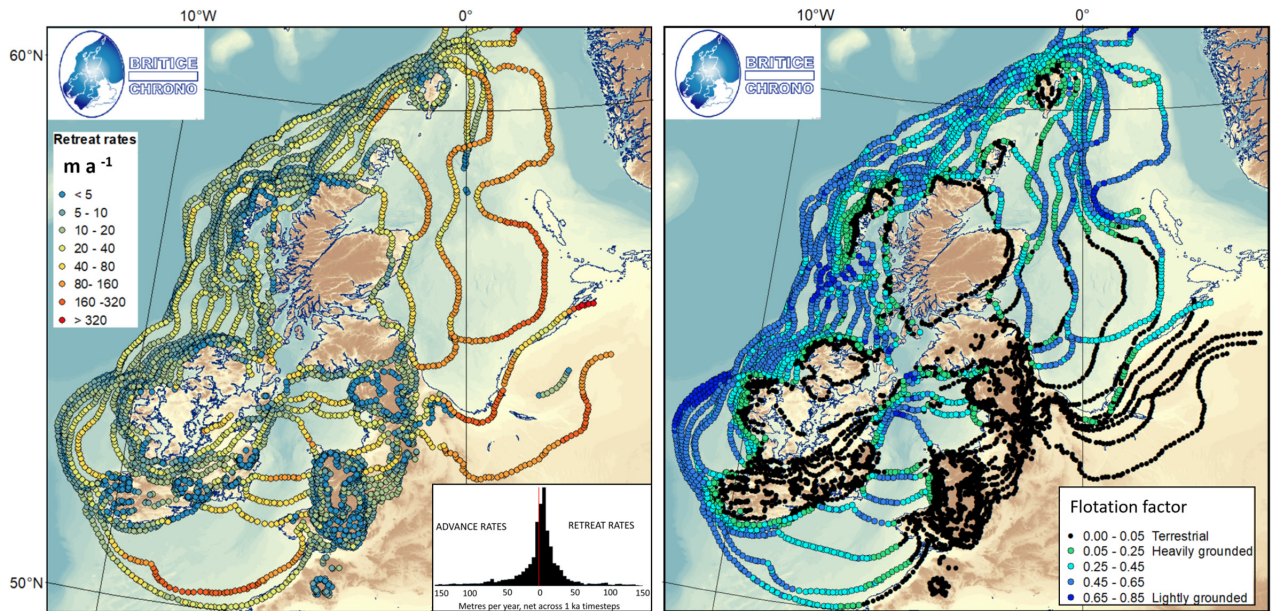 10°W
0°
60°N
BRITICE
CHRONO
Retreat rates
m a -1
< 5
5 - 10
10 - 20
20 - 40
40 - 80
80- 160
160 -320
> 320
50°N
ADVANCE RATES
RETREAT RATES
150 100 50 0 50 100 150
Metres per year, net across 1 ka timesteps
10°W
0°
BRITICE
CHRONO
Flotation factor
0.00 - 0.05 Terrestrial
0.05 - 0.25 Heavily grounded
0.25 - 0.45
0.45 - 0.65
0.65 - 0.85 Lightly grounded